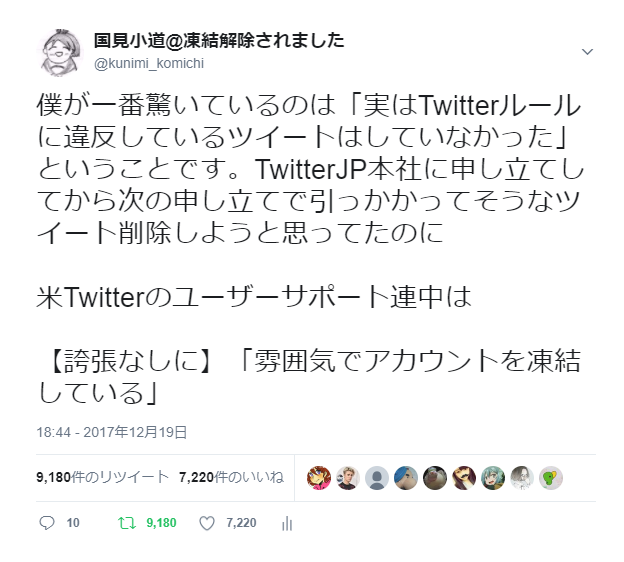 国見小道@凍結解除されました
@kunimi_komichi
僕が一番驚いているのは「実はTwitterルール
に違反しているツイートはしていなかった」
ということです。TwitterJP本社に申し立てし
てから次の申し立てで引っかかってそうなツ
イート削除しようと思ってたのに
米Twitterのユーザーサポート連中は
【誇張なしに】「雰囲気でアカウントを凍結
している」
18:44 - 2017年12月19日
9,180件のリツイート 7,220件のいいね
10 9,180 7,220